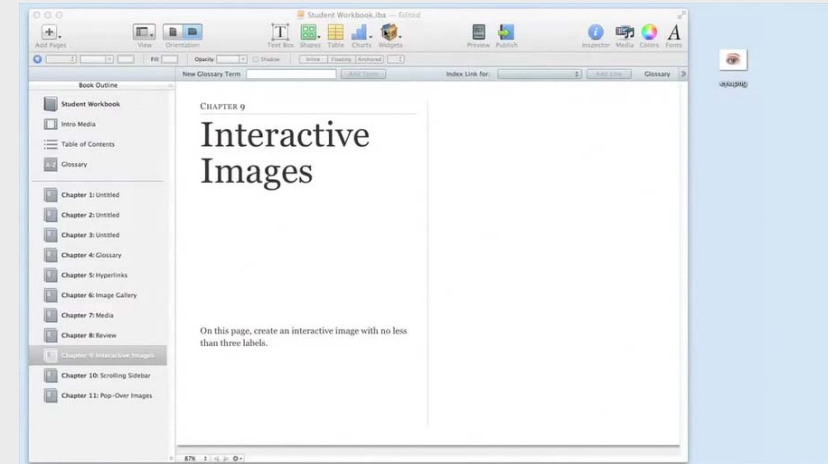 Student Workbook.iba — Edited
Add Pages View Orientation Text Box Shapes Table Charts Widgets Preview Publish Inspector Media Colors Fonts
Fill: Opacity: Shadow Inline Floating Anchored
New Glossary Term Add Term Index Link for: Add Link Glossary
Book Outline
Student Workbook
Intro Media
Table of Contents
A-Z Glossary
Chapter 1: Untitled
Chapter 2: Untitled
Chapter 3: Untitled
Chapter 4: Glossary
Chapter 5: Hyperlinks
Chapter 6: Image Gallery
Chapter 7: Media
Chapter 8: Review
Chapter 9: Interactive Images
Chapter 10: Scrolling Sidebar
Chapter 11: Pop-Over Images
CHAPTER 9
Interactive
Images
On this page, create an interactive image with no less
than three labels.
87%